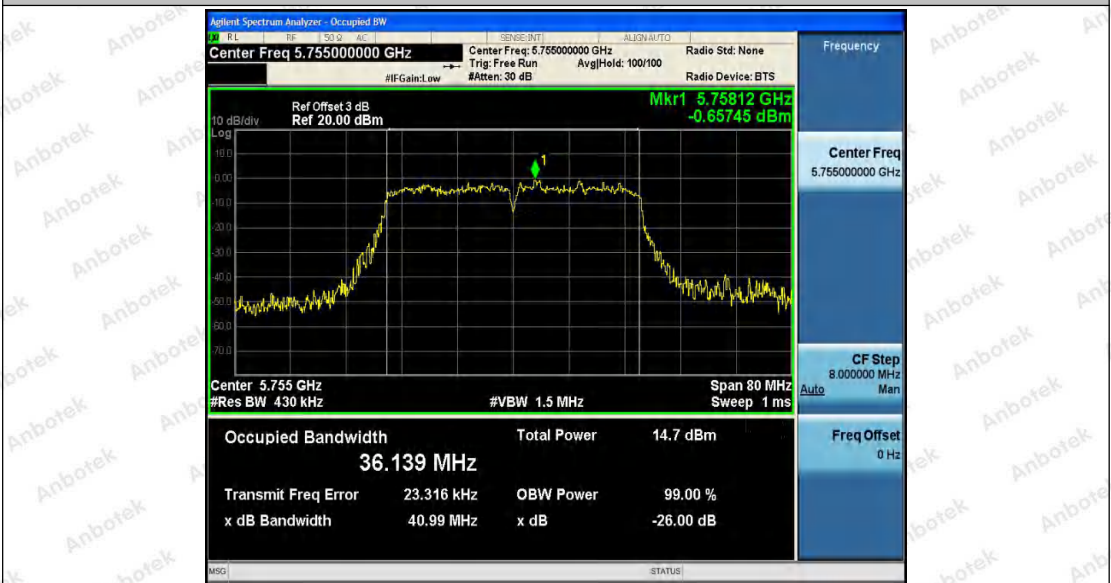 Agilent Spectrum Analyzer - Occupied BW
RL RF 50 Ω AC SENSE:INT ALIGN AUTO
Center Freq 5.755000000 GHz
Center Freq: 5.755000000 GHz
Radio Std: None
Trig: Free Run
Avg|Hold: 100/100
#IFGain:Low
#Atten: 30 dB
Radio Device: BTS
Frequency
Ref Offset 3 dB
Mkr1 5.75812 GHz
10 dB/div
Ref 20.00 dBm
-0.65745 dBm
Log
10.0
0.00
-10.0
-20.0
-30.0
-40.0
-50.0
-60.0
-70.0
1
Center 5.755 GHz
Span 80 MHz
#Res BW 430 kHz
#VBW 1.5 MHz
Sweep 1 ms
Center Freq
5.755000000 GHz
CF Step
8.000000 MHz
Auto Man
Freq Offset
0 Hz
Occupied Bandwidth
Total Power 14.7 dBm
36.139 MHz
Transmit Freq Error 23.316 kHz
OBW Power 99.00 %
x dB Bandwidth 40.99 MHz
x dB -26.00 dB
MSG
STATUS
Anbotek